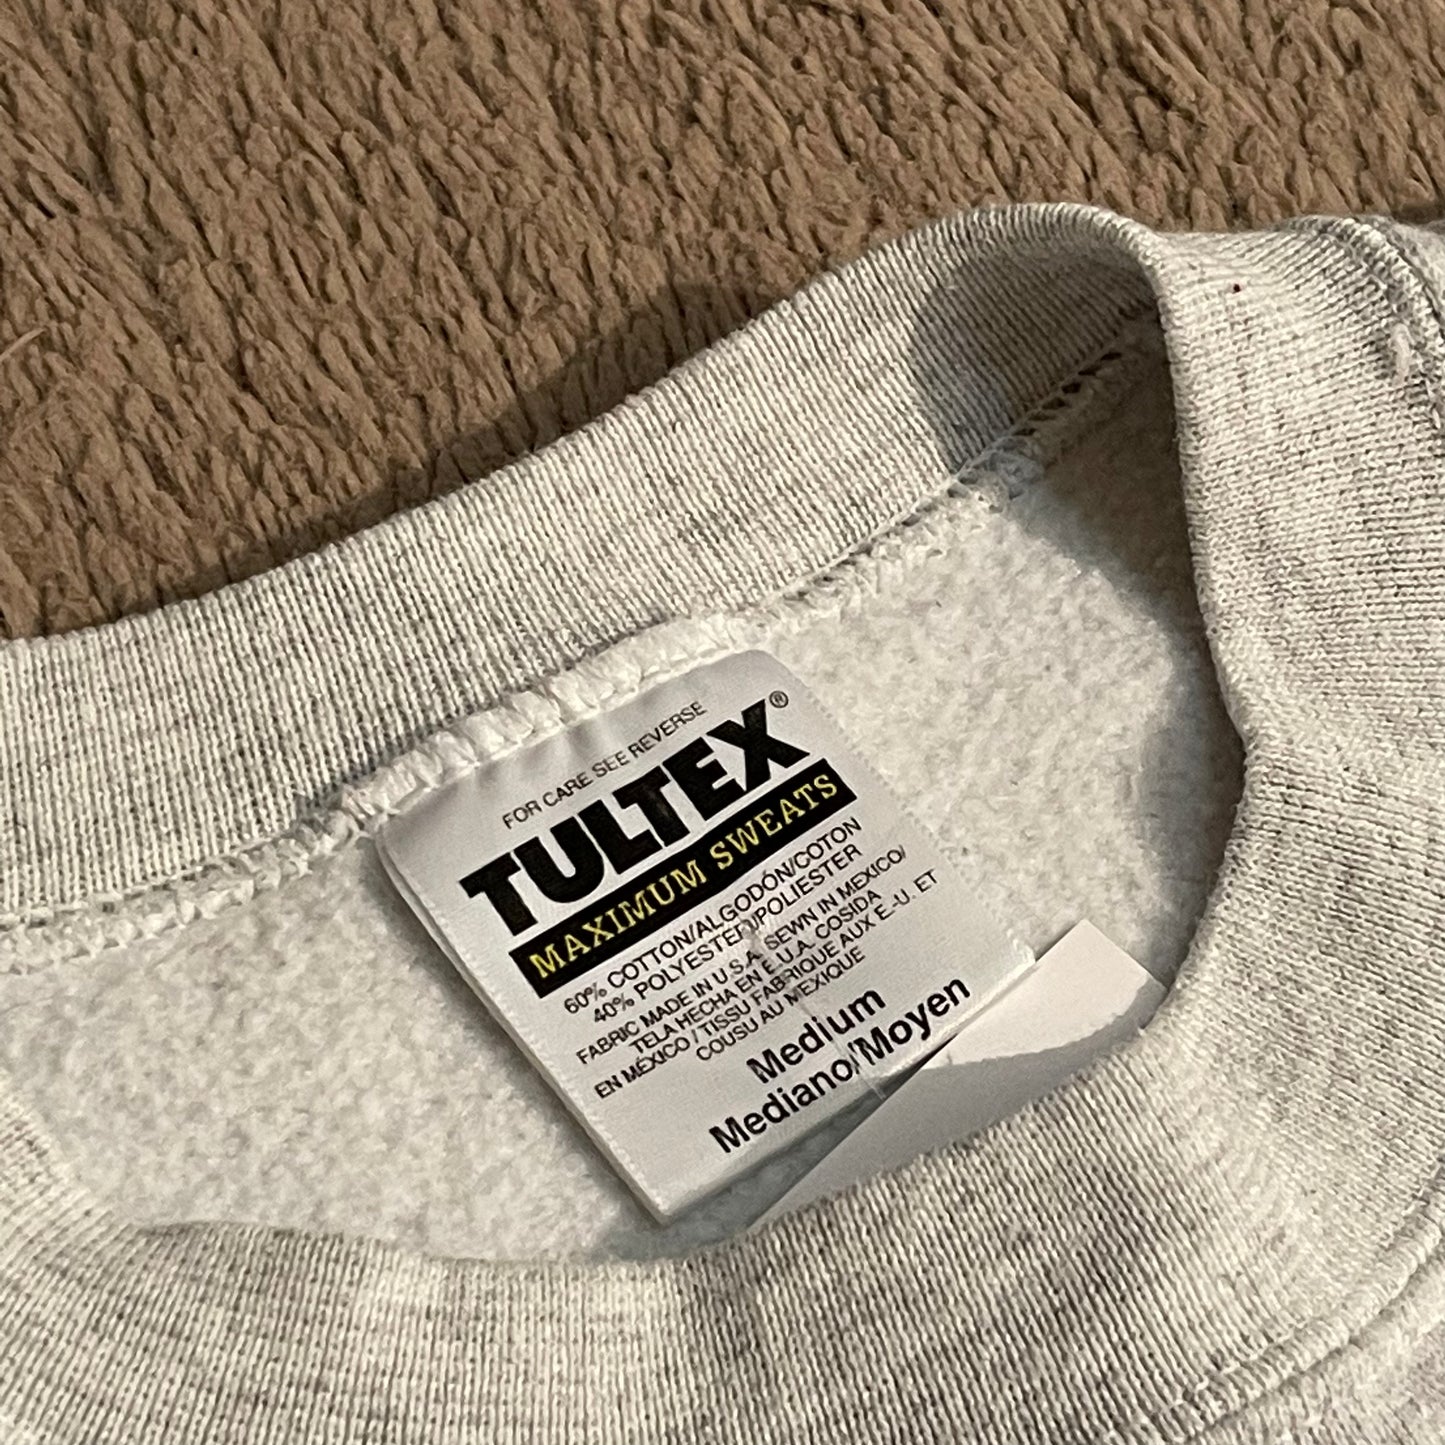 FOR CARE SEE REVERSE
TULTEX®
MAXIMUM SWEATS
60% COTTON/ALGODÓN/COTON
40% POLYESTER/POLIESTER
FABRIC MADE IN U.S.A. SEWN IN MEXICO/
TELA HECHA EN E.U.A. COSIDA
EN MÉXICO / TISSU FABRIQUE AUX E.-U. ET
COUSU AU MEXIQUE
Medium
Mediano/Moyen